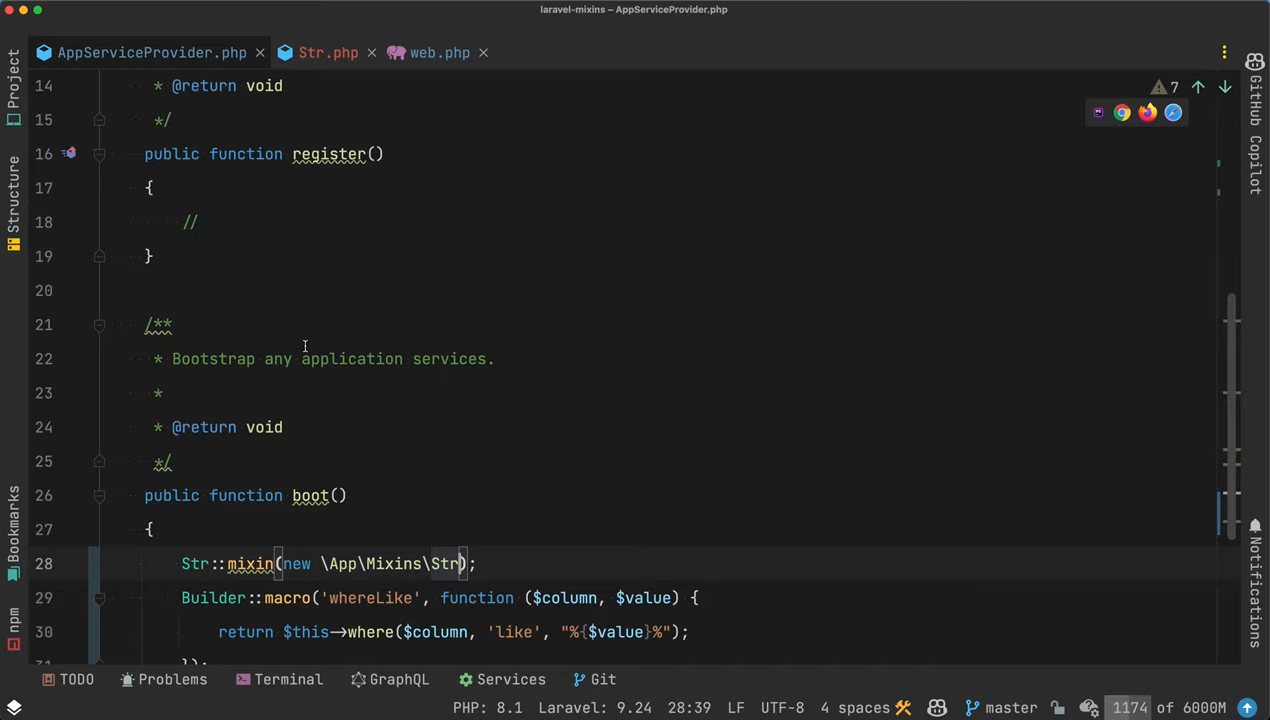 laravel-mixins – AppServiceProvider.php
AppServiceProvider.php
Str.php
web.php
Project
Structure
Bookmarks
npm
14 * @return void
15 */
16 public function register()
17 {
18 //
19 }
20
21 /**
22 * Bootstrap any application services.
23 *
24 * @return void
25 */
26 public function boot()
27 {
28 Str::mixin(new \App\Mixins\Str);
29 Builder::macro('whereLike', function ($column, $value) {
30 return $this->where($column, 'like', "%{$value}%");
31 });
7
GitHub Copilot
Notifications
TODO Problems Terminal GraphQL Services Git
PHP: 8.1 Laravel: 9.24 28:39 LF UTF-8 4 spaces master 1174 of 6000M